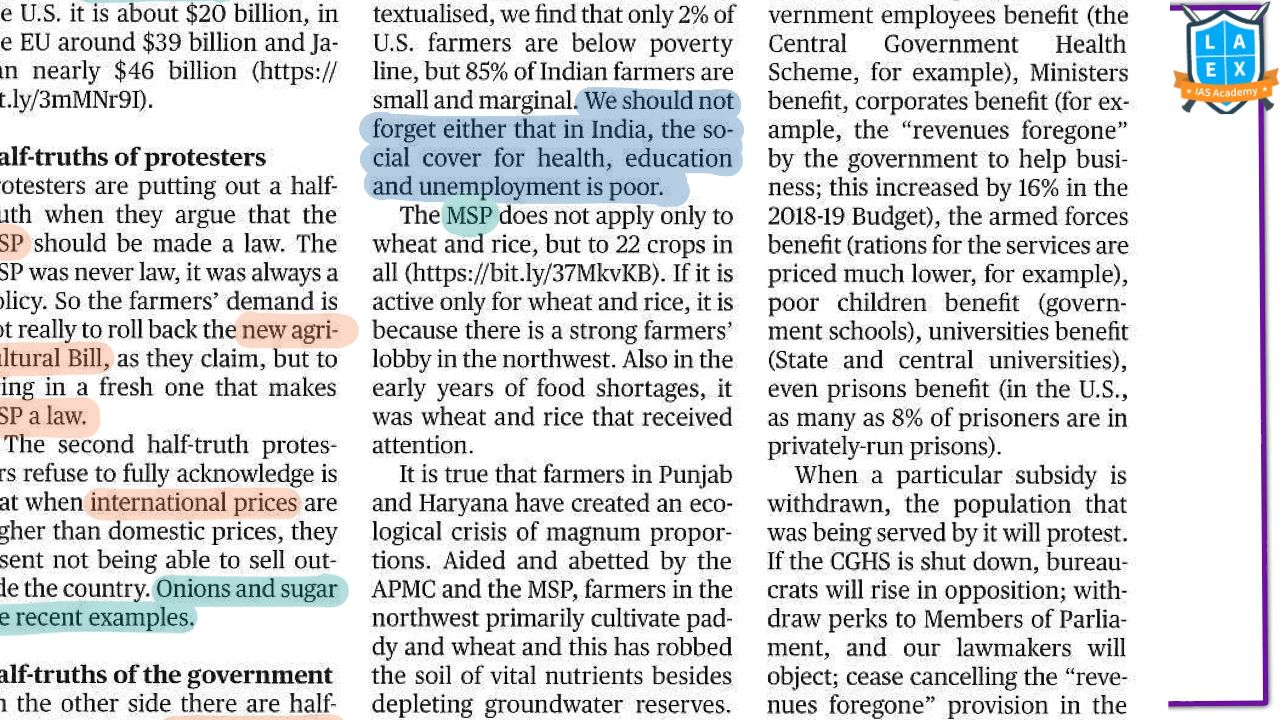 e U.S. it is about $20 billion, in
e EU around $39 billion and Ja-
an nearly $46 billion (https://
t.ly/3mMNr9I).
alf-truths of protesters
rotesters are putting out a half-
uth when they argue that the
SP should be made a law. The
SP was never law, it was always a
olicy. So the farmers’ demand is
ot really to roll back the new agri-
ultural Bill, as they claim, but to
ring in a fresh one that makes
SP a law.
The second half-truth protes-
rs refuse to fully acknowledge is
at when international prices are
gher than domestic prices, they
sent not being able to sell out-
de the country. Onions and sugar
e recent examples.
alf-truths of the government
n the other side there are half-
textualised, we find that only 2% of
U.S. farmers are below poverty
line, but 85% of Indian farmers are
small and marginal. We should not
forget either that in India, the so-
cial cover for health, education
and unemployment is poor.
The MSP does not apply only to
wheat and rice, but to 22 crops in
all (https://bit.ly/37MkvKB). If it is
active only for wheat and rice, it is
because there is a strong farmers’
lobby in the northwest. Also in the
early years of food shortages, it
was wheat and rice that received
attention.
It is true that farmers in Punjab
and Haryana have created an eco-
logical crisis of magnum propor-
tions. Aided and abetted by the
APMC and the MSP, farmers in the
northwest primarily cultivate pad-
dy and wheat and this has robbed
the soil of vital nutrients besides
depleting groundwater reserves.
vernment employees benefit (the
Central Government Health
Scheme, for example), Ministers
benefit, corporates benefit (for ex-
ample, the “revenues foregone”
by the government to help busi-
ness; this increased by 16% in the
2018-19 Budget), the armed forces
benefit (rations for the services are
priced much lower, for example),
poor children benefit (govern-
ment schools), universities benefit
(State and central universities),
even prisons benefit (in the U.S.,
as many as 8% of prisoners are in
privately-run prisons).
When a particular subsidy is
withdrawn, the population that
was being served by it will protest.
If the CGHS is shut down, bureau-
crats will rise in opposition; with-
draw perks to Members of Parlia-
ment, and our lawmakers will
object; cease cancelling the “reve-
nues foregone” provision in the
L A
E X
IAS Academy